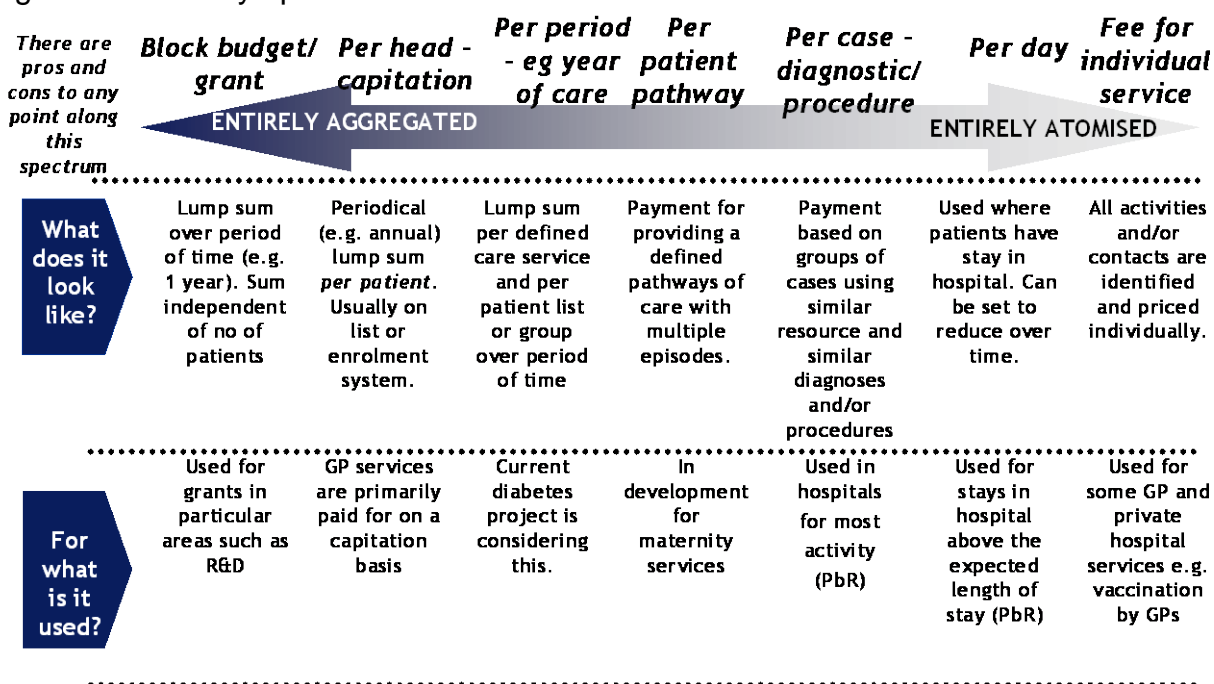 There are
pros and
cons to any
point along
this
spectrum
Block budget/
grant
Per head -
capitation
Per period
- eg year
of care
Per
patient
pathway
Per case -
diagnostic/
procedure
Per day
Fee for
individual
service
ENTIRELY AGGREGATED
ENTIRELY ATOMISED
What
does it
look
like?
Lump sum
over period
of time (e.g.
1 year). Sum
independent
of no of
patients
Periodical
(e.g. annual)
lump sum
per patient.
Usually on
list or
enrolment
system.
Lump sum
per defined
care service
and per
patient list
or group
over period
of time
Payment for
providing a
defined
pathways of
care with
multiple
episodes.
Payment
based on
groups of
cases using
similar
resource and
similar
diagnoses
and/or
procedures
Used where
patients have
stay in
hospital. Can
be set to
reduce over
time.
All activities
and/or
contacts are
identified
and priced
individually.
For
what
is it
used?
Used for
grants in
particular
areas such as
R&D
GP services
are primarily
paid for on a
capitation
basis
Current
diabetes
project is
considering
this.
In
development
for
maternity
services
Used in
hospitals
for most
activity
(PbR)
Used for
stays in
hospital
above the
expected
length of
stay (PbR)
Used for
some GP and
private
hospital
services e.g.
vaccination
by GPs